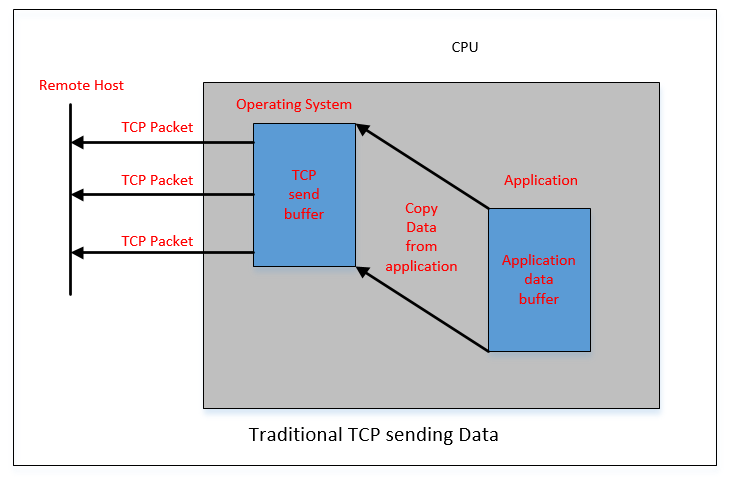 CPU
Remote Host
Operating System
TCP Packet
TCP
send
buffer
TCP Packet
TCP Packet
Application
Copy
Data
from
application
Application
data
buffer
Traditional TCP sending Data